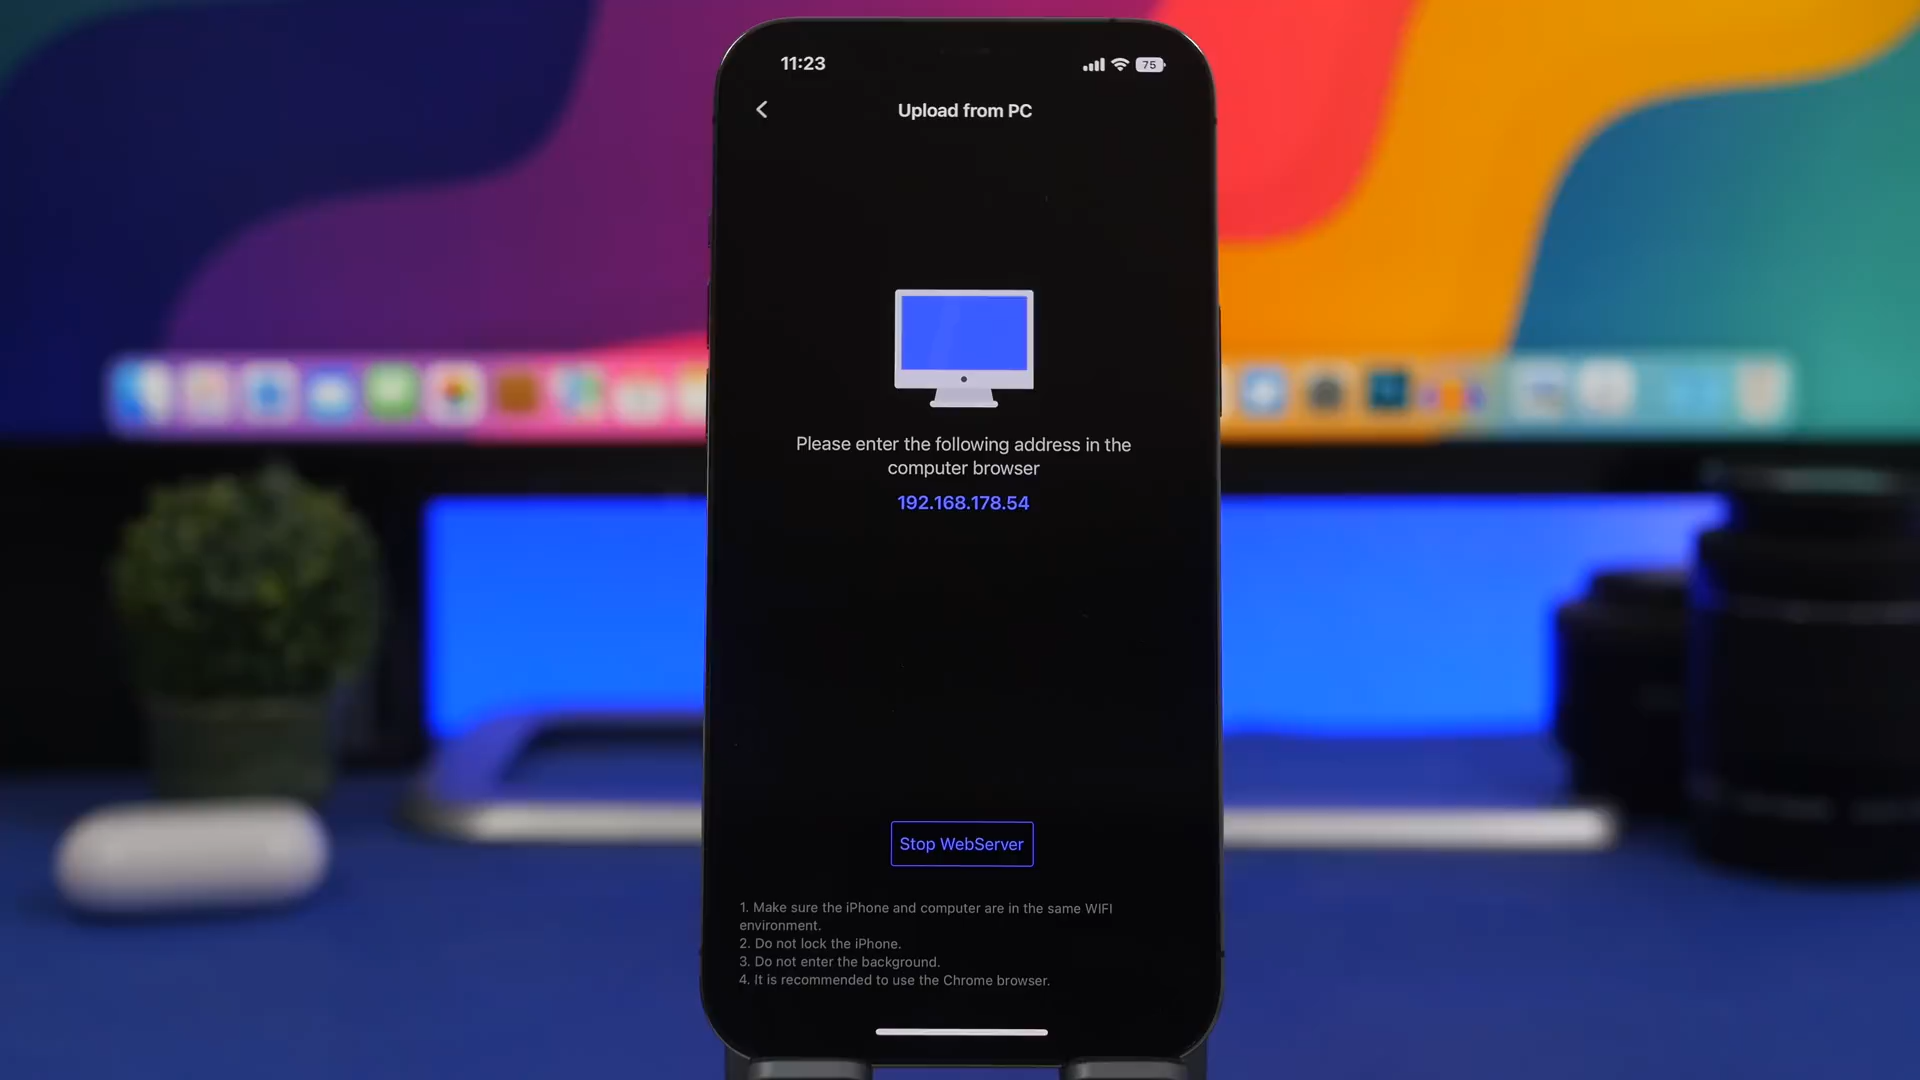 11:23
75
Upload from PC
Please enter the following address in the
computer browser
192.168.178.54
Stop WebServer
1. Make sure the iPhone and computer are in the same WIFI
environment.
2. Do not lock the iPhone.
3. Do not enter the background.
4. It is recommended to use the Chrome browser.